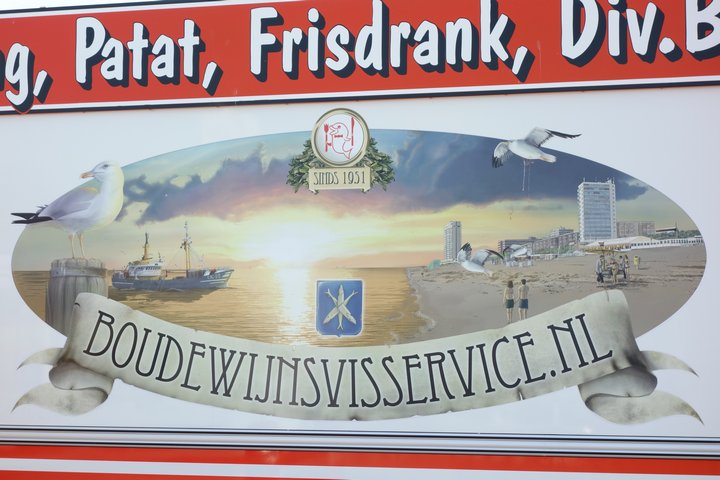 g, Patat, Frisdrank, Div.B
SINDS 1951
BOUDEWIJNSVISSERVICE.NL